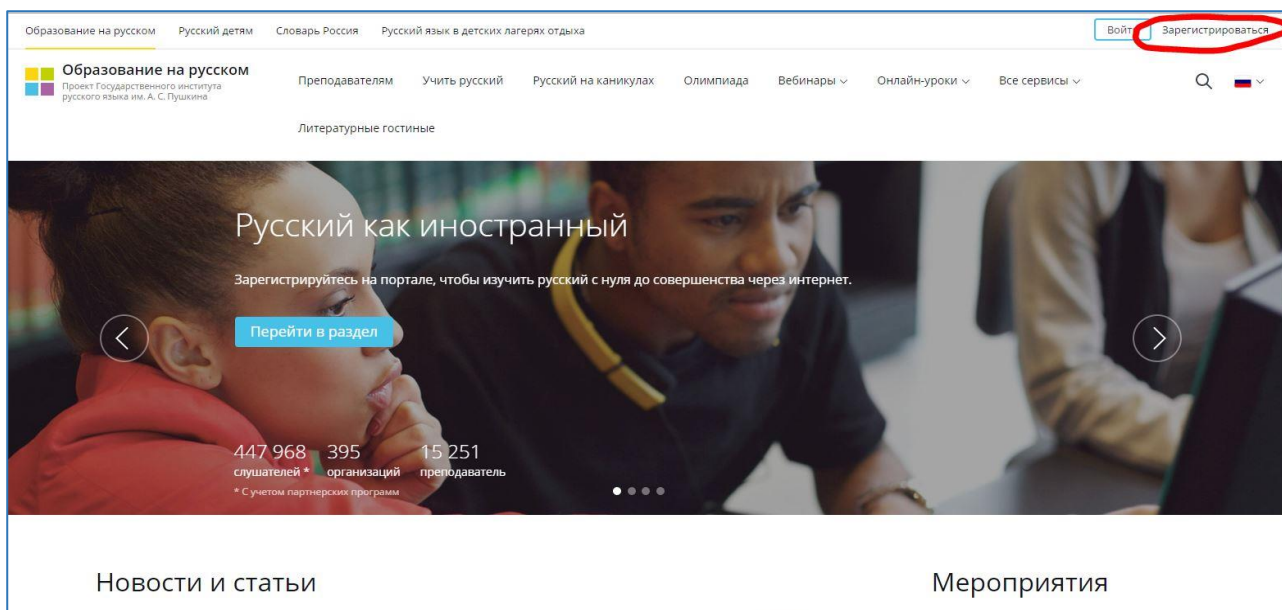 Образование на русском Русский детям Словарь Россия Русский язык в детских лагерях отдыха Войти Зарегистрироваться
Образование на русском
Проект Государственного института
русского языка им. А. С. Пушкина
Преподавателям Учить русский Русский на каникулах Олимпиада Вебинары Онлайн-уроки Все сервисы
Литературные гостиные
Русский как иностранный
Зарегистрируйтесь на портале, чтобы изучить русский с нуля до совершенства через интернет.
Перейти в раздел
447 968 395 15 251
слушателей * организаций преподаватель
* С учетом партнерских программ
Новости и статьи Мероприятия